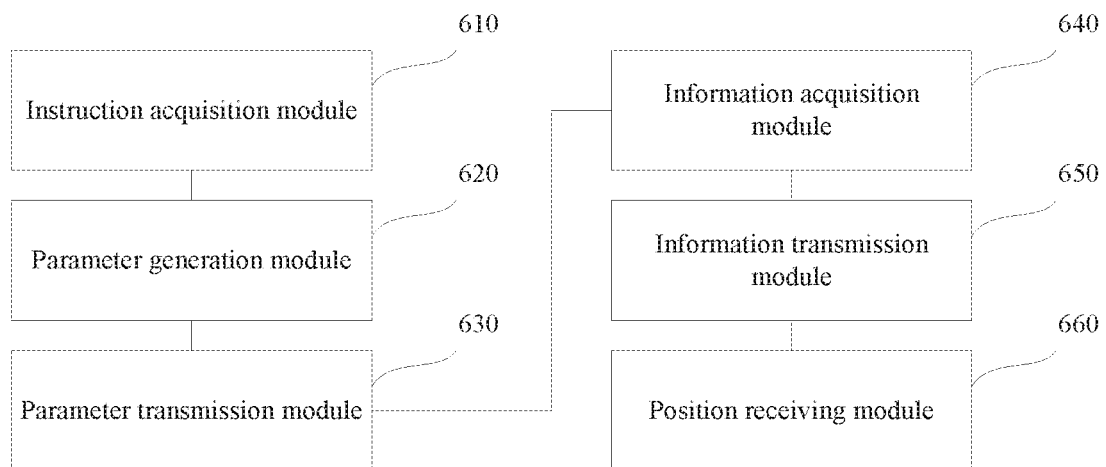 610
Instruction acquisition module
620
Parameter generation module
630
Parameter transmission module
640
Information acquisition
module
650
Information transmission
module
660
Position receiving module